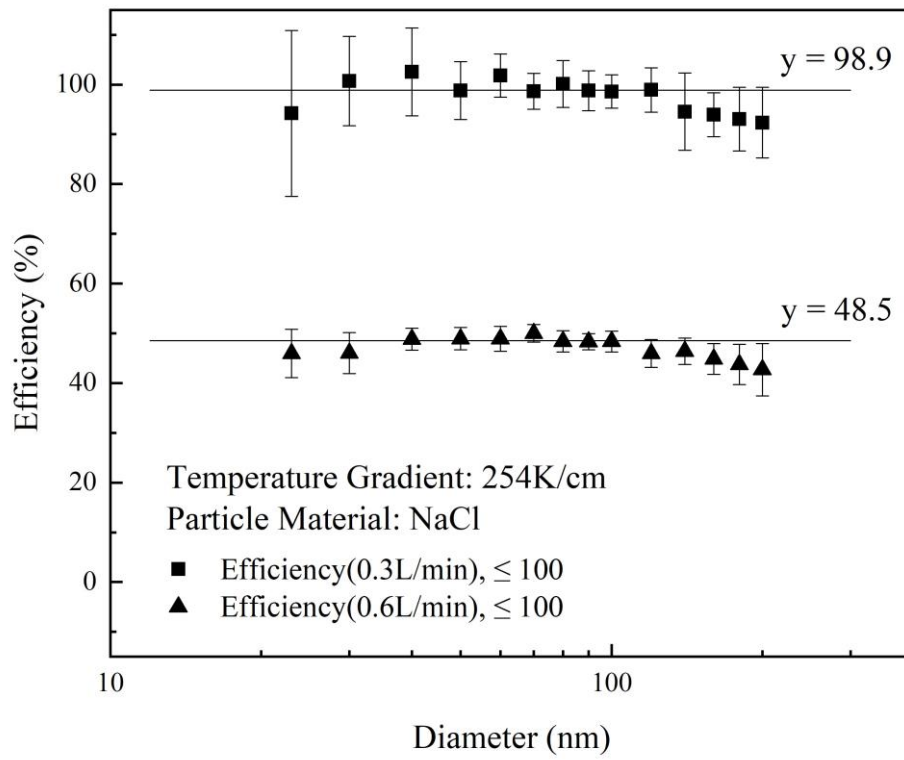 y = 98.9
y = 48.5
100
80
60
40
20
0
Efficiency (%)
Temperature Gradient: 254K/cm
Particle Material: NaCl
Efficiency(0.3L/min), ≤ 100
Efficiency(0.6L/min), ≤ 100
10
100
Diameter (nm)